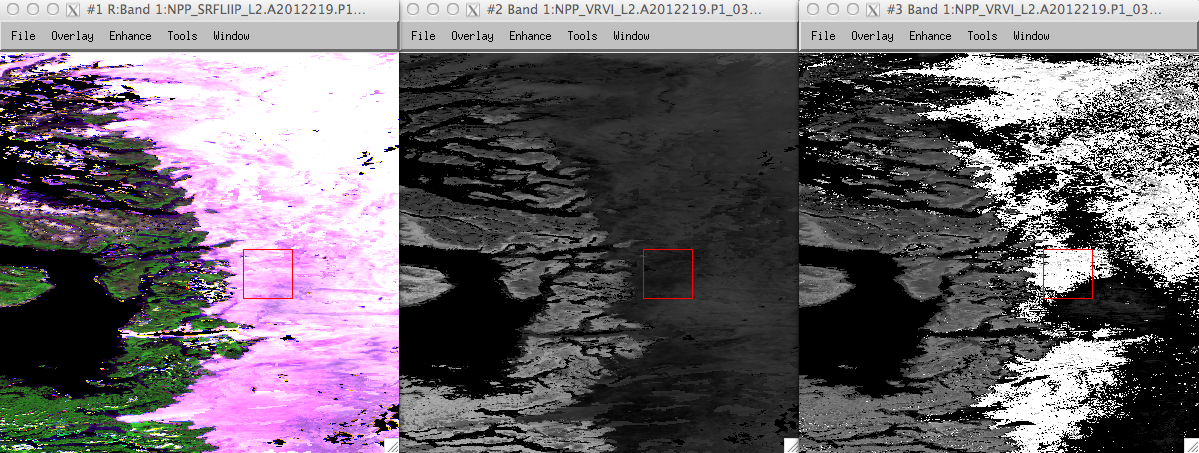 #1 R:Band 1:NPP_SRFLIIP_L2.A2012219.P1...
File Overlay Enhance Tools Window
#2 Band 1:NPP_VRVI_L2.A2012219.P1_03...
File Overlay Enhance Tools Window
#3 Band 1:NPP_VRVI_L2.A2012219.P1_03...
File Overlay Enhance Tools Window